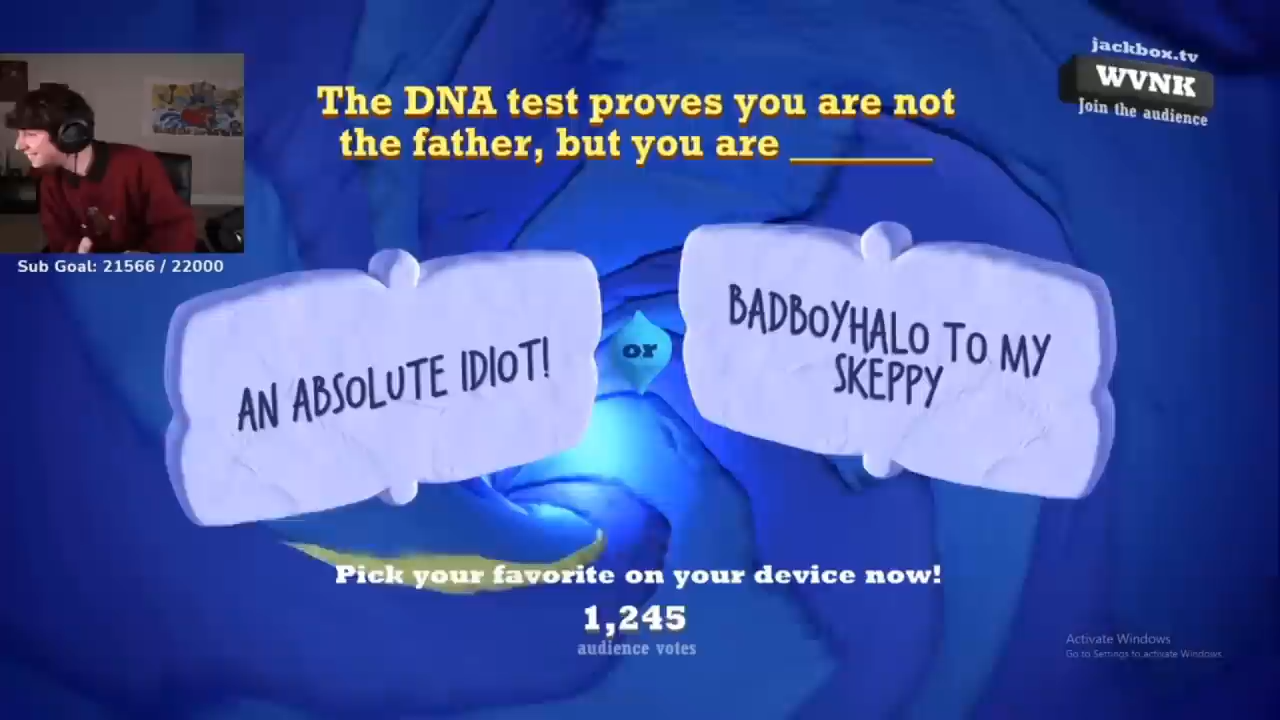 jackbox.tv
WVNK
Join the audience
The DNA test proves you are not
the father, but you are ________
Sub Goal: 21566 / 22000
AN ABSOLUTE IDIOT!
or
BADBOYHALO TO MY
SKEPPY
Pick your favorite on your device now!
1,245
audience votes
Activate Windows
Go to Settings to activate Windows.